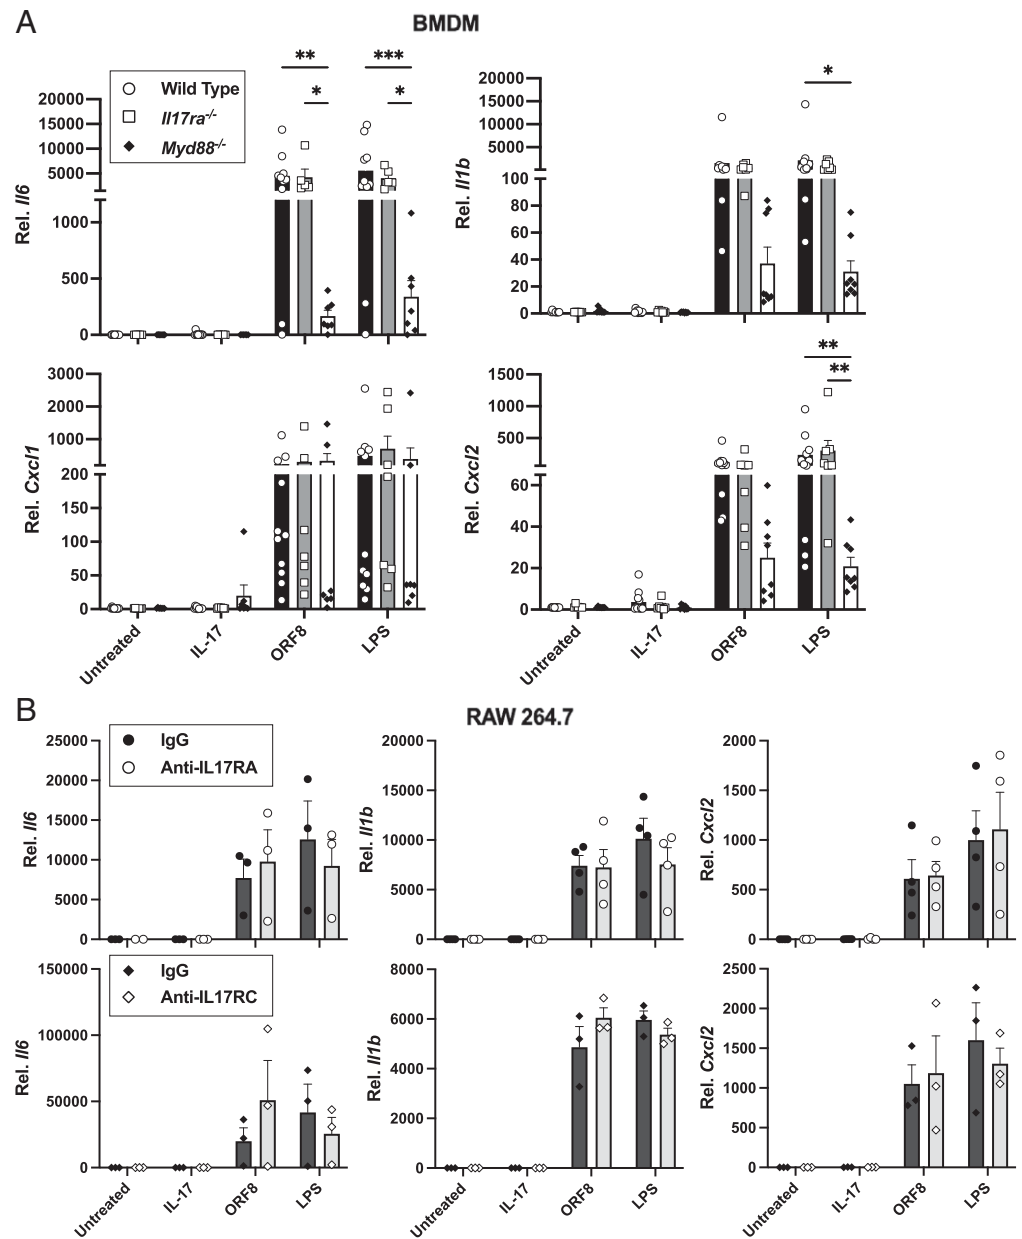 A
BMDM
Wild Type
Il17ra-/-
Myd88-/-
** *** * *
Rel. Il6
20000
15000
10000
5000
1000
500
0
*
Rel. Il1b
20000
15000
10000
5000
100
80
60
40
20
0
Rel. Cxcl1
3000
2000
1000
200
150
100
50
0
Untreated IL-17 ORF8 LPS
** **
Rel. Cxcl2
1500
1000
500
60
40
20
0
Untreated IL-17 ORF8 LPS
B
RAW 264.7
IgG
Anti-IL17RA
Rel. Il6
25000
20000
15000
10000
5000
0
Rel. Il1b
20000
15000
10000
5000
0
Rel. Cxcl2
2000
1500
1000
500
0
IgG
Anti-IL17RC
Rel. Il6
150000
100000
50000
0
Untreated IL-17 ORF8 LPS
Rel. Il1b
8000
6000
4000
2000
0
Untreated IL-17 ORF8 LPS
Rel. Cxcl2
2500
2000
1500
1000
500
0
Untreated IL-17 ORF8 LPS